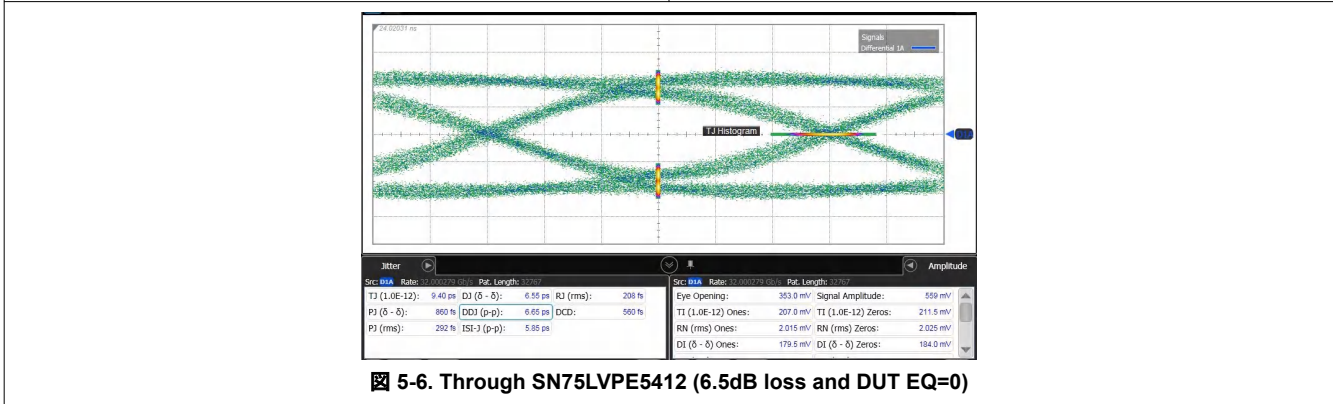 24.02031 ns
Signals
Differential 1A
TJ Histogram
Jitter
Amplitude
Src: D1A Rate: 32.000279 Gb/s Pat. Length: 32767
TJ (1.0E-12): 9.40 ps DJ (δ - δ): 6.55 ps RJ (rms): 208 fs
PJ (δ - δ): 860 fs DDJ (p-p): 6.65 ps DCD: 560 fs
PJ (rms): 292 fs ISI-J (p-p): 5.85 ps
Src: D1A Rate: 32.000279 Gb/s Pat. Length: 32767
Eye Opening: 353.0 mV Signal Amplitude: 559 mV
TI (1.0E-12) Ones: 207.0 mV TI (1.0E-12) Zeros: 211.5 mV
RN (rms) Ones: 2.015 mV RN (rms) Zeros: 2.025 mV
DI (δ - δ) Ones: 179.5 mV DI (δ - δ) Zeros: 184.0 mV
図 5-6. Through SN75LVPE5412 (6.5dB loss and DUT EQ=0)